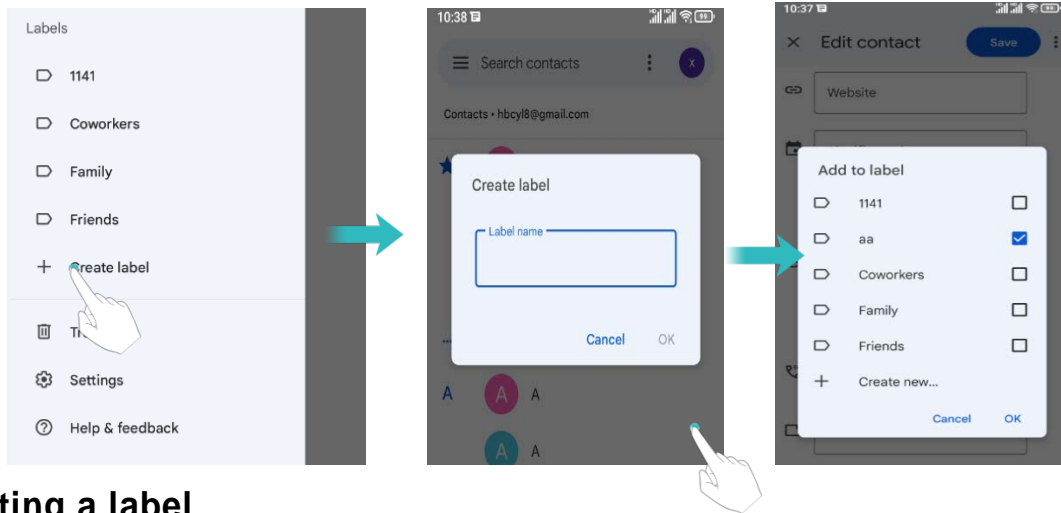 Labels
1141
Coworkers
Family
Friends
Create label
Settings
Help & feedback
10:38
99
Search contacts
X
Contacts • hbcyl8@gmail.com
Create label
Label name
Cancel OK
A A A
A A
10:37
99
Edit contact Save
Website
Add to label
1141
aa
Coworkers
Family
Friends
Create new...
Cancel OK
ting a label